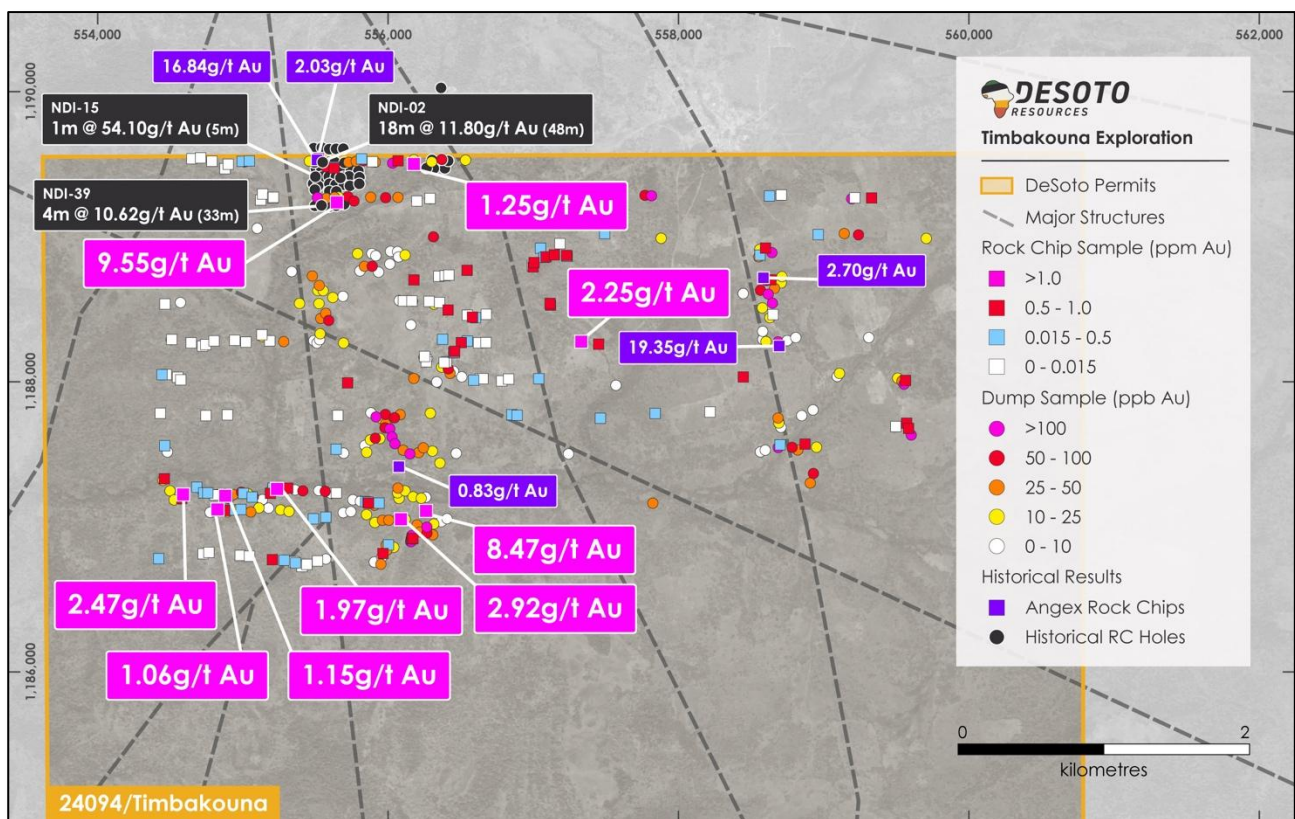 554,000
556,000
558,000
560,000
562,000
1,190,000
1,188,000
1,186,000
16.84g/t Au
2.03g/t Au
NDI-15
1m @ 54.10g/t Au (5m)
NDI-02
18m @ 11.80g/t Au (48m)
NDI-39
4m @ 10.62g/t Au (33m)
1.25g/t Au
9.55g/t Au
2.25g/t Au
2.70g/t Au
19.35g/t Au
0.83g/t Au
8.47g/t Au
2.47g/t Au
1.97g/t Au
2.92g/t Au
1.06g/t Au
1.15g/t Au
24094/Timbakouna
DESOTO
RESOURCES
Timbakouna Exploration
DeSoto Permits
Major Structures
Rock Chip Sample (ppm Au)
>1.0
0.5 - 1.0
0.015 - 0.5
0 - 0.015
Dump Sample (ppb Au)
>100
50 - 100
25 - 50
10 - 25
0 - 10
Historical Results
Angex Rock Chips
Historical RC Holes
0
2
kilometres